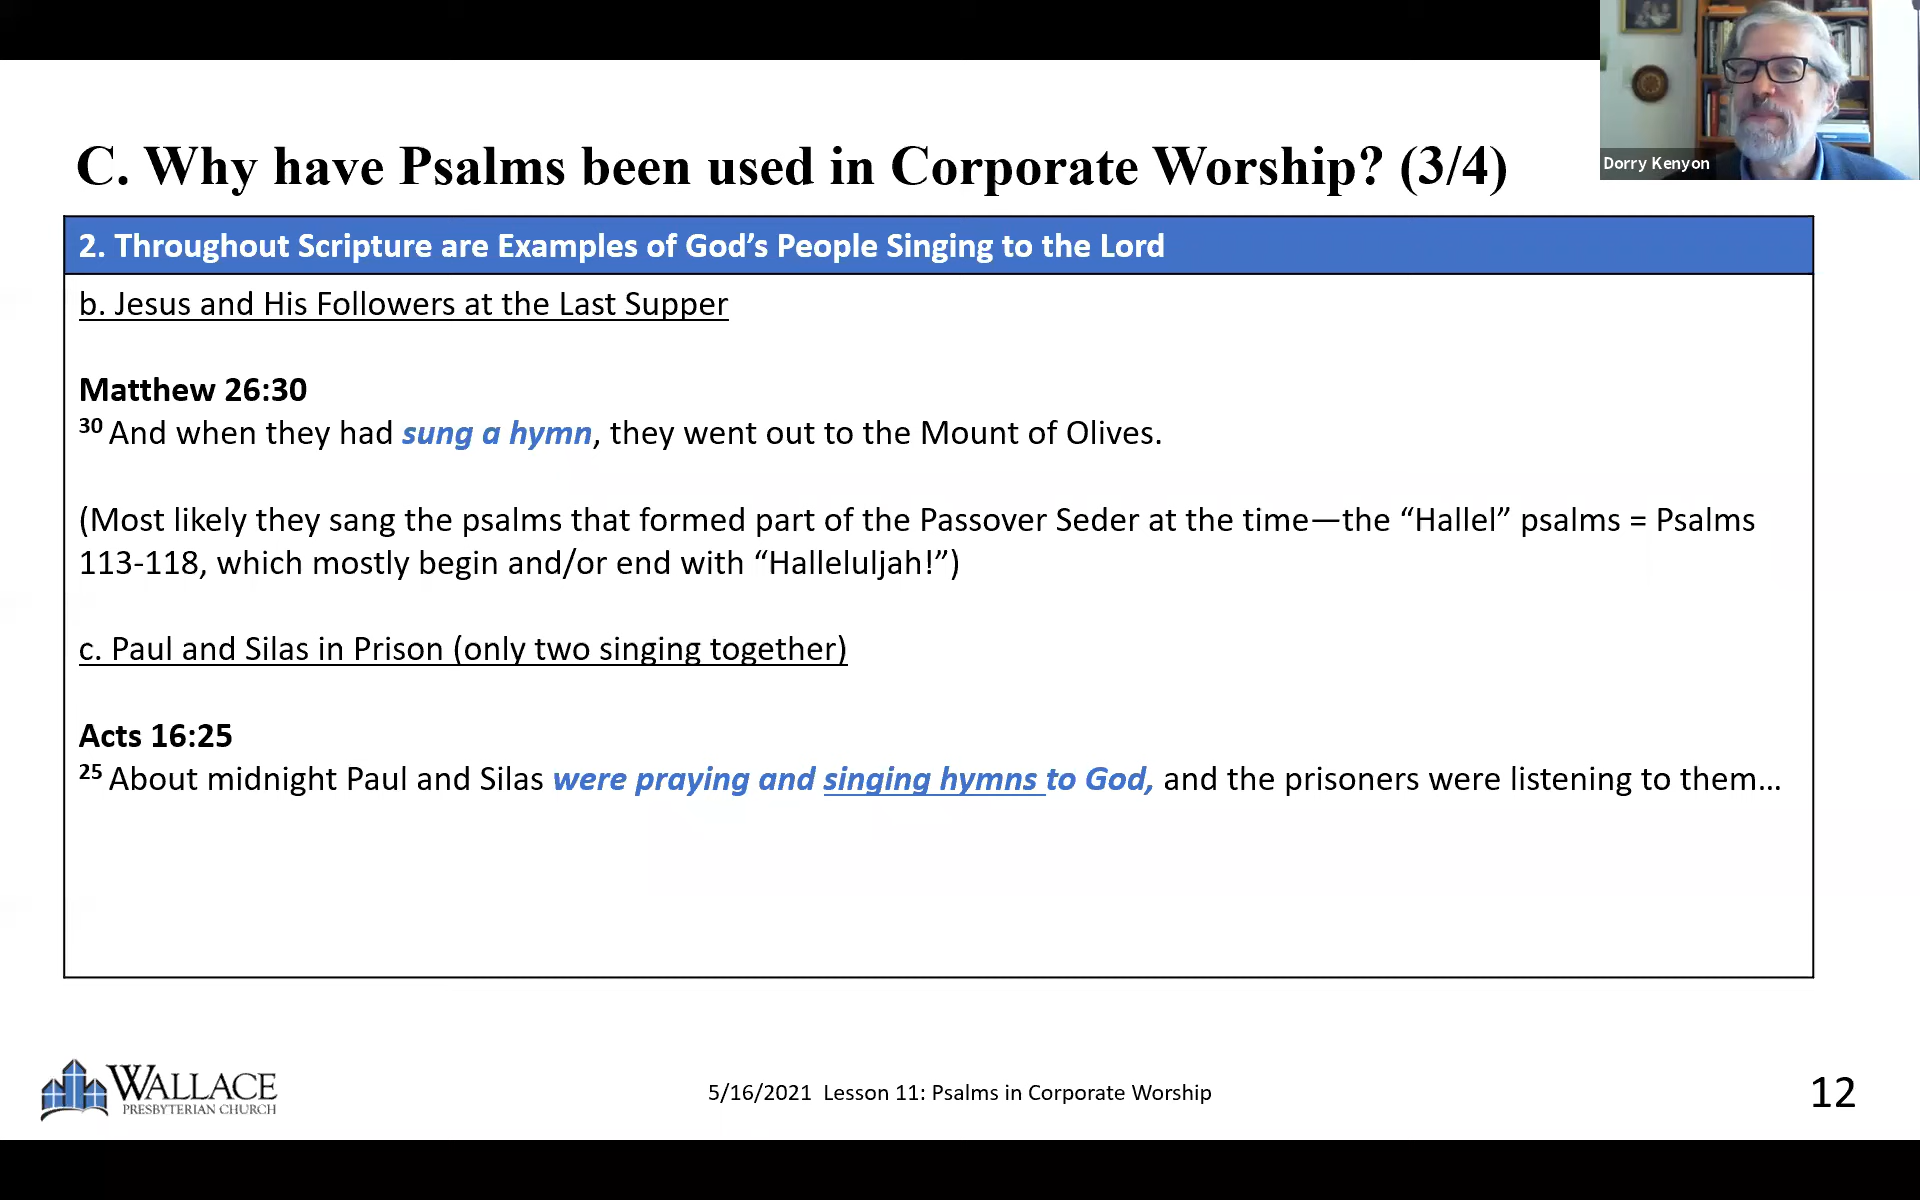 Dorry Kenyon
C. Why have Psalms been used in Corporate Worship? (3/4)
2. Throughout Scripture are Examples of God’s People Singing to the Lord
b. Jesus and His Followers at the Last Supper
Matthew 26:30
30 And when they had sung a hymn, they went out to the Mount of Olives.
(Most likely they sang the psalms that formed part of the Passover Seder at the time—the “Hallel” psalms = Psalms
113-118, which mostly begin and/or end with “Halleluljah!”)
c. Paul and Silas in Prison (only two singing together)
Acts 16:25
25 About midnight Paul and Silas were praying and singing hymns to God, and the prisoners were listening to them…
WALLACE
PRESBYTERIAN CHURCH
5/16/2021 Lesson 11: Psalms in Corporate Worship
12